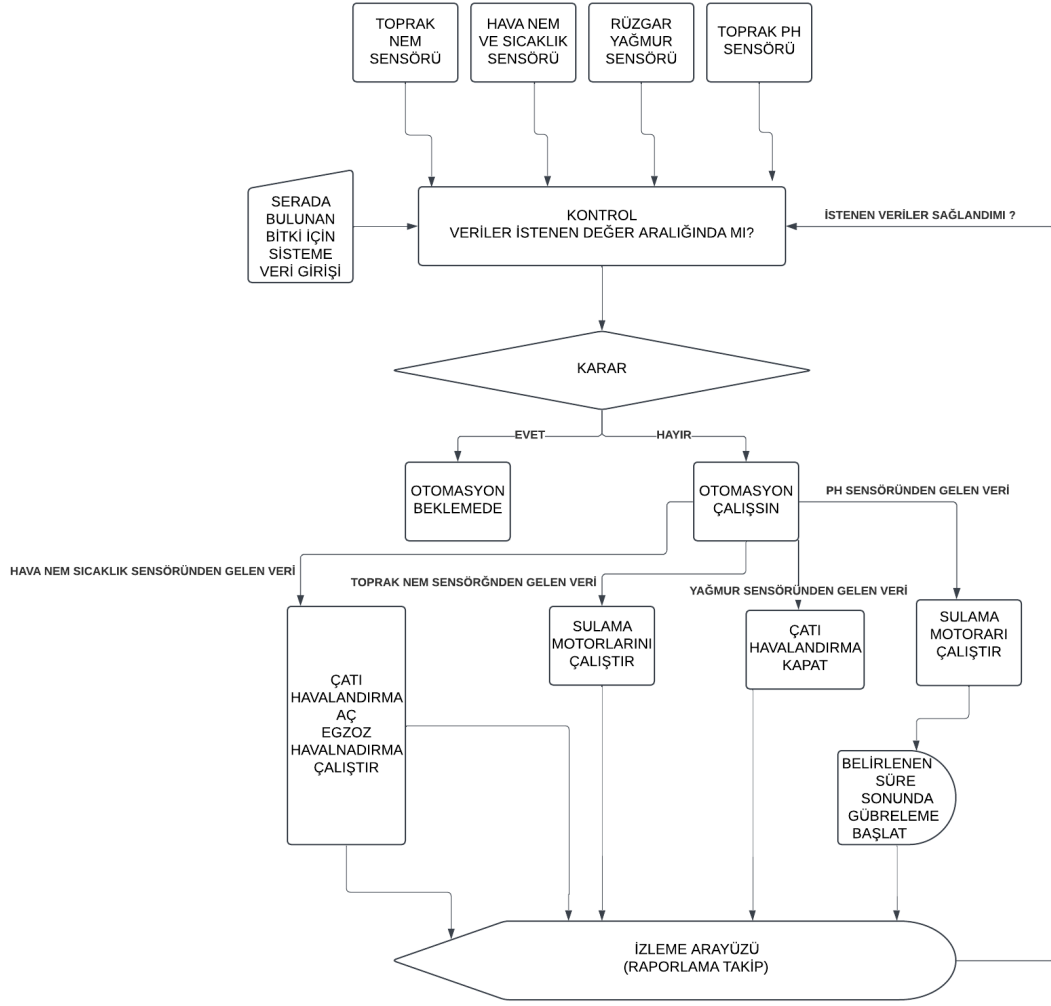 TOPRAK
NEM
SENSÖRÜ
HAVA NEM
VE SICAKLIK
SENSÖRÜ
RÜZGAR
YAĞMUR
SENSÖRÜ
TOPRAK PH
SENSÖRÜ
SERADA
BULUNAN
BİTKİ İÇİN
SİSTEME
VERİ GİRİŞİ
KONTROL
VERİLER İSTENEN DEĞER ARALIĞINDA MI?
İSTENEN VERİLER SAĞLANDIMI ?
KARAR
EVET
HAYIR
OTOMASYON
BEKLEMEDE
OTOMASYON
ÇALIŞSIN
PH SENSÖRÜNDEN GELEN VERİ
HAVA NEM SICAKLIK SENSÖRÜNDEN GELEN VERİ
TOPRAK NEM SENSÖRĞNDEN GELEN VERİ
YAĞMUR SENSÖRÜNDEN GELEN VERİ
ÇATI
HAVALANDIRMA
AÇ
EGZOZ
HAVALNADIRMA
ÇALIŞTIR
SULAMA
MOTORLARINI
ÇALIŞTIR
ÇATI
HAVALANDIRMA
KAPAT
SULAMA
MOTORARI
ÇALIŞTIR
BELİRLENEN
SÜRE
SONUNDA
GÜBRELEME
BAŞLAT
İZLEME ARAYÜZÜ
(RAPORLAMA TAKİP)